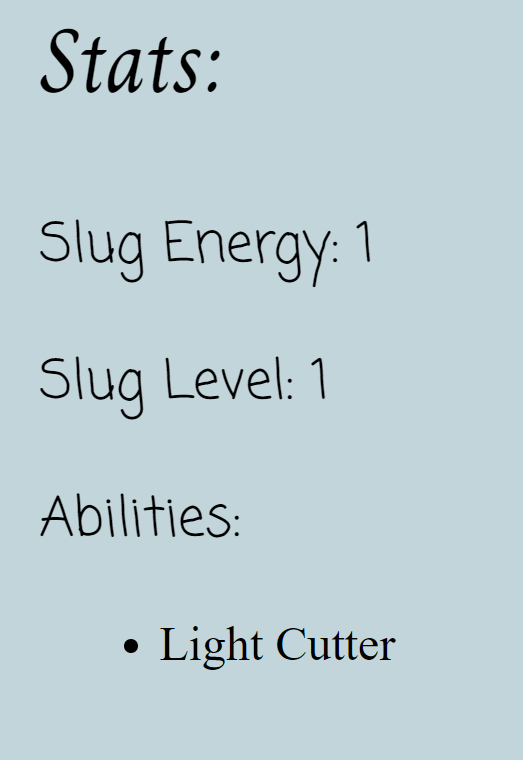 Stats:
Slug Energy: 1
Slug Level: 1
Abilities:
• Light Cutter